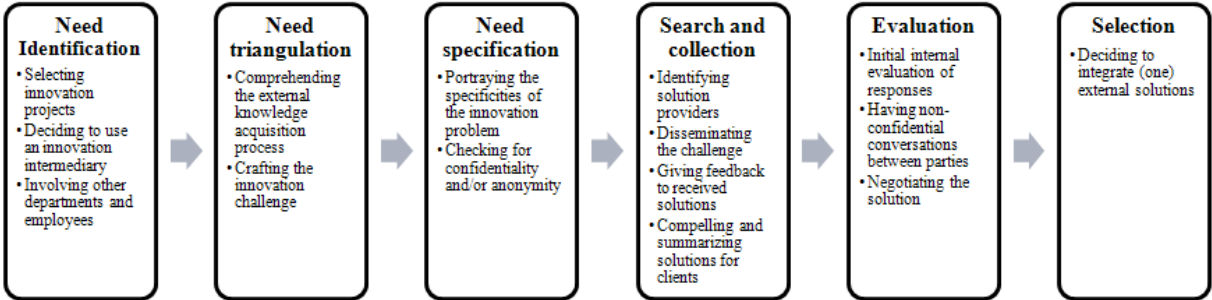 Need
Identification
• Selecting
innovation
projects
• Deciding to use
an innovation
intermediary
• Involving other
departments and
employees
Need
triangulation
• Comprehending
the external
knowledge
acquisition
process
• Crafting the
innovation
challenge
Need
specification
• Portraying the
specificities of
the innovation
problem
• Checking for
confidentiality
and/or anonymity
Search and
collection
• Identifying
solution
providers
• Disseminating
the challenge
• Giving feedback
to received
solutions
• Compelling and
summarizing
solutions for
clients
Evaluation
• Initial internal
evaluation of
responses
• Having non-
confidential
conversations
between parties
• Negotiating the
solution
Selection
• Deciding to
integrate (one)
external solutions